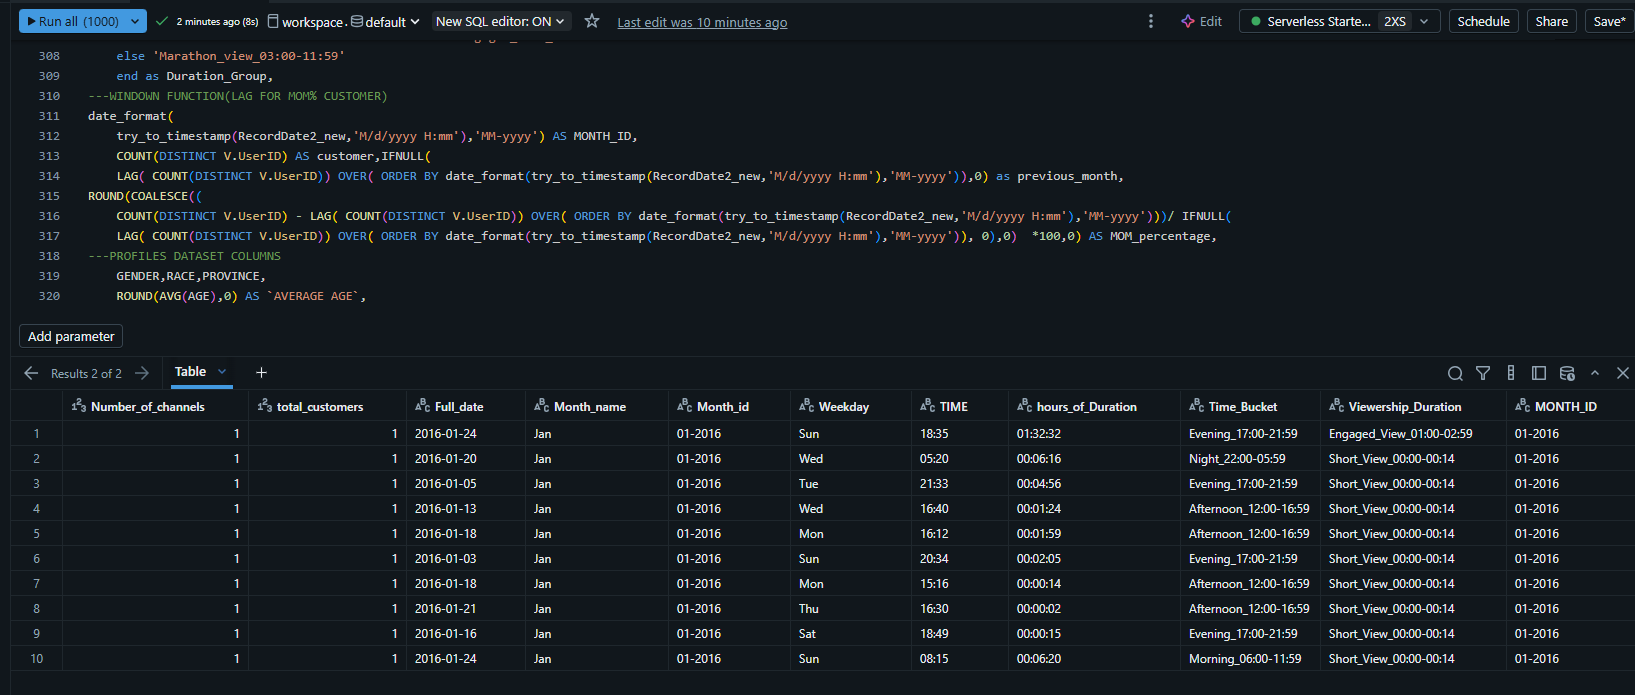 Run all (1000) 2 minutes ago (8s) workspace. default New SQL editor: ON Last edit was 10 minutes ago Edit Serverless Starte... 2XS Schedule Share Save*
308 else 'Marathon_view_03:00-11:59'
309 end as Duration_Group,
310 ---WINDOWN FUNCTION(LAG FOR MOM% CUSTOMER)
311 date_format(
312 try_to_timestamp(RecordDate2_new,'M/d/yyyy H:mm'),'MM-yyyy') AS MONTH_ID,
313 COUNT(DISTINCT V.UserID) AS customer,IFNULL(
314 LAG( COUNT(DISTINCT V.UserID)) OVER( ORDER BY date_format(try_to_timestamp(RecordDate2_new,'M/d/yyyy H:mm'),'MM-yyyy')),0) as previous_month,
315 ROUND(COALESCE((
316 COUNT(DISTINCT V.UserID) - LAG( COUNT(DISTINCT V.UserID)) OVER( ORDER BY date_format(try_to_timestamp(RecordDate2_new,'M/d/yyyy H:mm'),'MM-yyyy')))/ IFNULL(
317 LAG( COUNT(DISTINCT V.UserID)) OVER( ORDER BY date_format(try_to_timestamp(RecordDate2_new,'M/d/yyyy H:mm'),'MM-yyyy')), 0),0) *100,0) AS MOM_percentage,
318 ---PROFILES DATASET COLUMNS
319 GENDER,RACE,PROVINCE,
320 ROUND(AVG(AGE),0) AS `AVERAGE AGE`,
Add parameter
Results 2 of 2 Table +
Number_of_channels total_customers Full_date Month_name Month_id Weekday TIME hours_of_Duration Time_Bucket Viewership_Duration MONTH_ID
1 1 1 2016-01-24 Jan 01-2016 Sun 18:35 01:32:32 Evening_17:00-21:59 Engaged_View_01:00-02:59 01-2016
2 1 1 2016-01-20 Jan 01-2016 Wed 05:20 00:06:16 Night_22:00-05:59 Short_View_00:00-00:14 01-2016
3 1 1 2016-01-05 Jan 01-2016 Tue 21:33 00:04:56 Evening_17:00-21:59 Short_View_00:00-00:14 01-2016
4 1 1 2016-01-13 Jan 01-2016 Wed 16:40 00:01:24 Afternoon_12:00-16:59 Short_View_00:00-00:14 01-2016
5 1 1 2016-01-18 Jan 01-2016 Mon 16:12 00:01:59 Afternoon_12:00-16:59 Short_View_00:00-00:14 01-2016
6 1 1 2016-01-03 Jan 01-2016 Sun 20:34 00:02:05 Evening_17:00-21:59 Short_View_00:00-00:14 01-2016
7 1 1 2016-01-18 Jan 01-2016 Mon 15:16 00:00:14 Afternoon_12:00-16:59 Short_View_00:00-00:14 01-2016
8 1 1 2016-01-21 Jan 01-2016 Thu 16:30 00:00:02 Afternoon_12:00-16:59 Short_View_00:00-00:14 01-2016
9 1 1 2016-01-16 Jan 01-2016 Sat 18:49 00:00:15 Evening_17:00-21:59 Short_View_00:00-00:14 01-2016
10 1 1 2016-01-24 Jan 01-2016 Sun 08:15 00:06:20 Morning_06:00-11:59 Short_View_00:00-00:14 01-2016